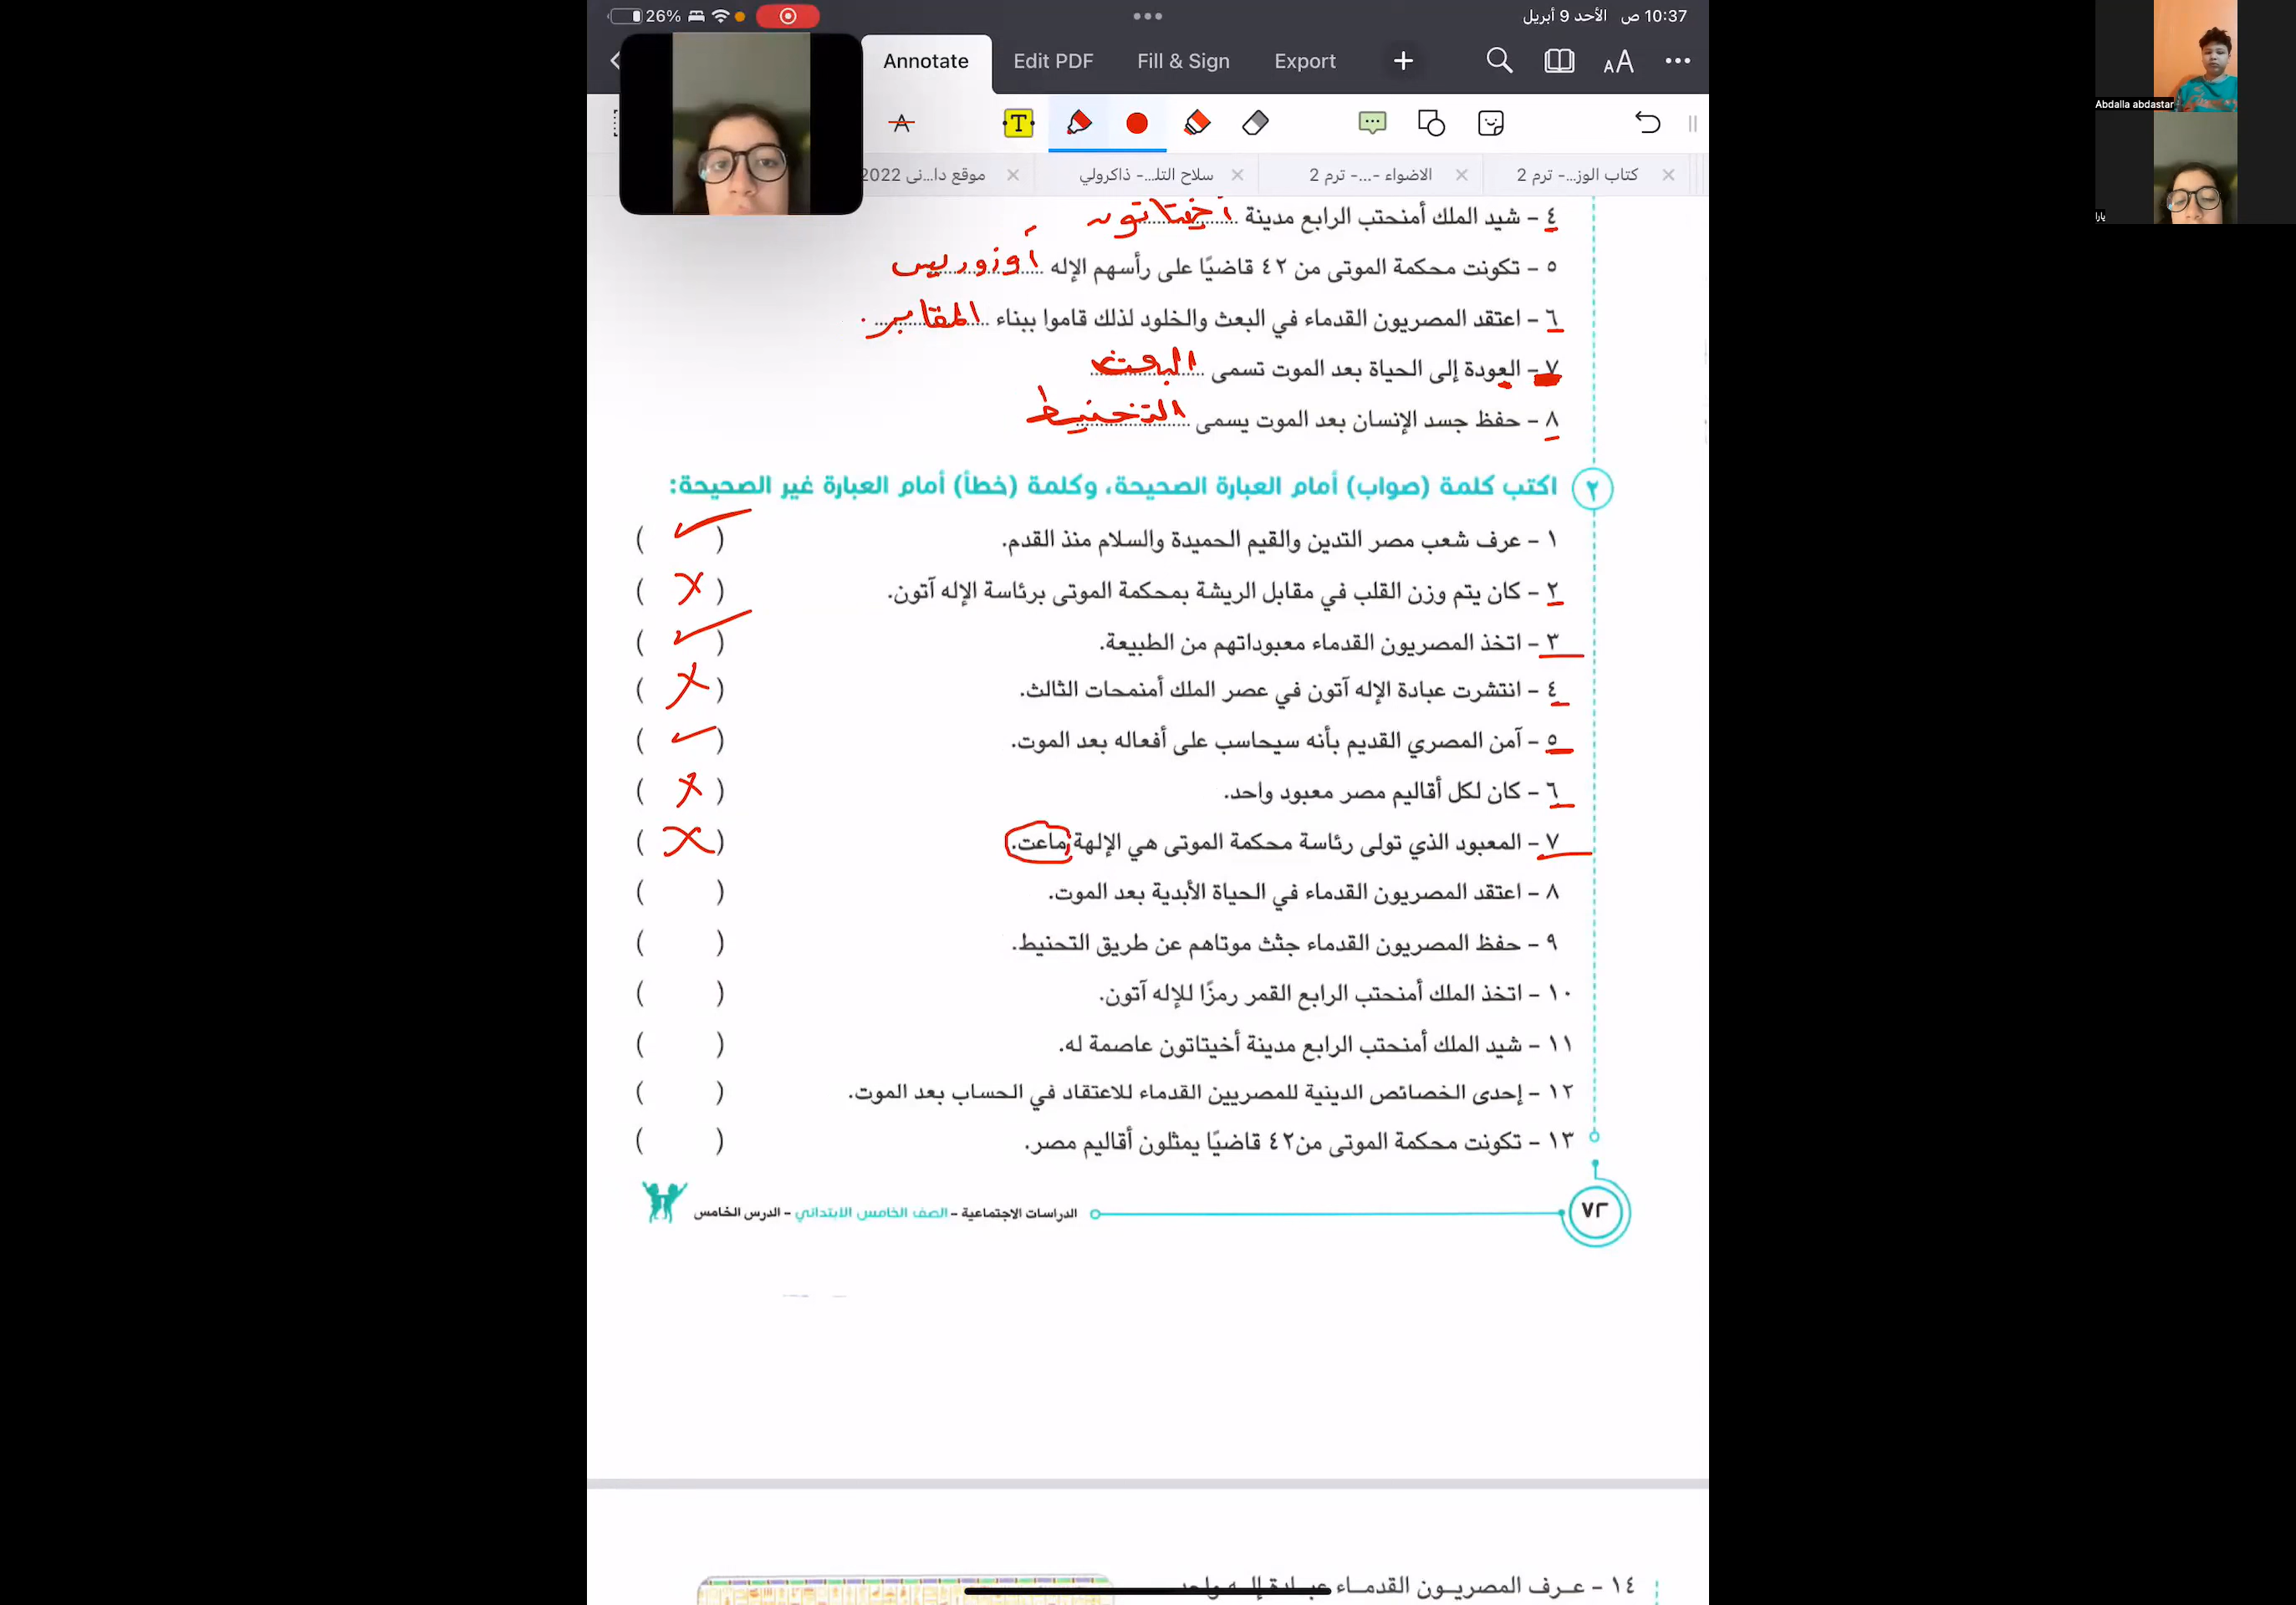 26%
10:37 ص الأحد 9 أبريل
Annotate Edit PDF Fill & Sign Export
موقع دا...نى 2022
سلاح التلـ...- ذاكرولي
الاضواء -...- ترم 2
كتاب الوز...- ترم 2
Abdalla abdastar
يارا
٤ - شيد الملك أمنحتب الرابع مدينة أخيتاتون
٥ - تكونت محكمة الموتى من ٤٢ قاضيًا على رأسهم الإله أوزوريس
٦ - اعتقد المصريون القدماء في البعث والخلود لذلك قاموا ببناء المقابر.
٧ - العودة إلى الحياة بعد الموت تسمى البعث
٨ - حفظ جسد الإنسان بعد الموت يسمى التحنيط
٢ اكتب كلمة (صواب) أمام العبارة الصحيحة، وكلمة (خطأ) أمام العبارة غير الصحيحة:
١ - عرف شعب مصر التدين والقيم الحميدة والسلام منذ القدم. ( ✓ )
٢ - كان يتم وزن القلب في مقابل الريشة بمحكمة الموتى برئاسة الإله آتون. ( x )
٣ - اتخذ المصريون القدماء معبوداتهم من الطبيعة. ( ✓ )
٤ - انتشرت عبادة الإله آتون في عصر الملك أمنمحات الثالث. ( x )
٥ - آمن المصري القديم بأنه سيحاسب على أفعاله بعد الموت. ( ✓ )
٦ - كان لكل أقاليم مصر معبود واحد. ( x )
٧ - المعبود الذي تولى رئاسة محكمة الموتى هي الإلهة ماعت. ( x )
٨ - اعتقد المصريون القدماء في الحياة الأبدية بعد الموت. ( )
٩ - حفظ المصريون القدماء جثث موتاهم عن طريق التحنيط. ( )
١٠ - اتخذ الملك أمنحتب الرابع القمر رمزًا للإله آتون. ( )
١١ - شيد الملك أمنحتب الرابع مدينة أخيتاتون عاصمة له. ( )
١٢ - إحدى الخصائص الدينية للمصريين القدماء للاعتقاد في الحساب بعد الموت. ( )
١٣ - تكونت محكمة الموتى من٤٢ قاضيًا يمثلون أقاليم مصر. ( )
٧٢
الدراسات الاجتماعية - الصف الخامس الابتدائي - الدرس الخامس
١٤ - عـرف المصريـون القدمـاء عبـادة إلـه واحد